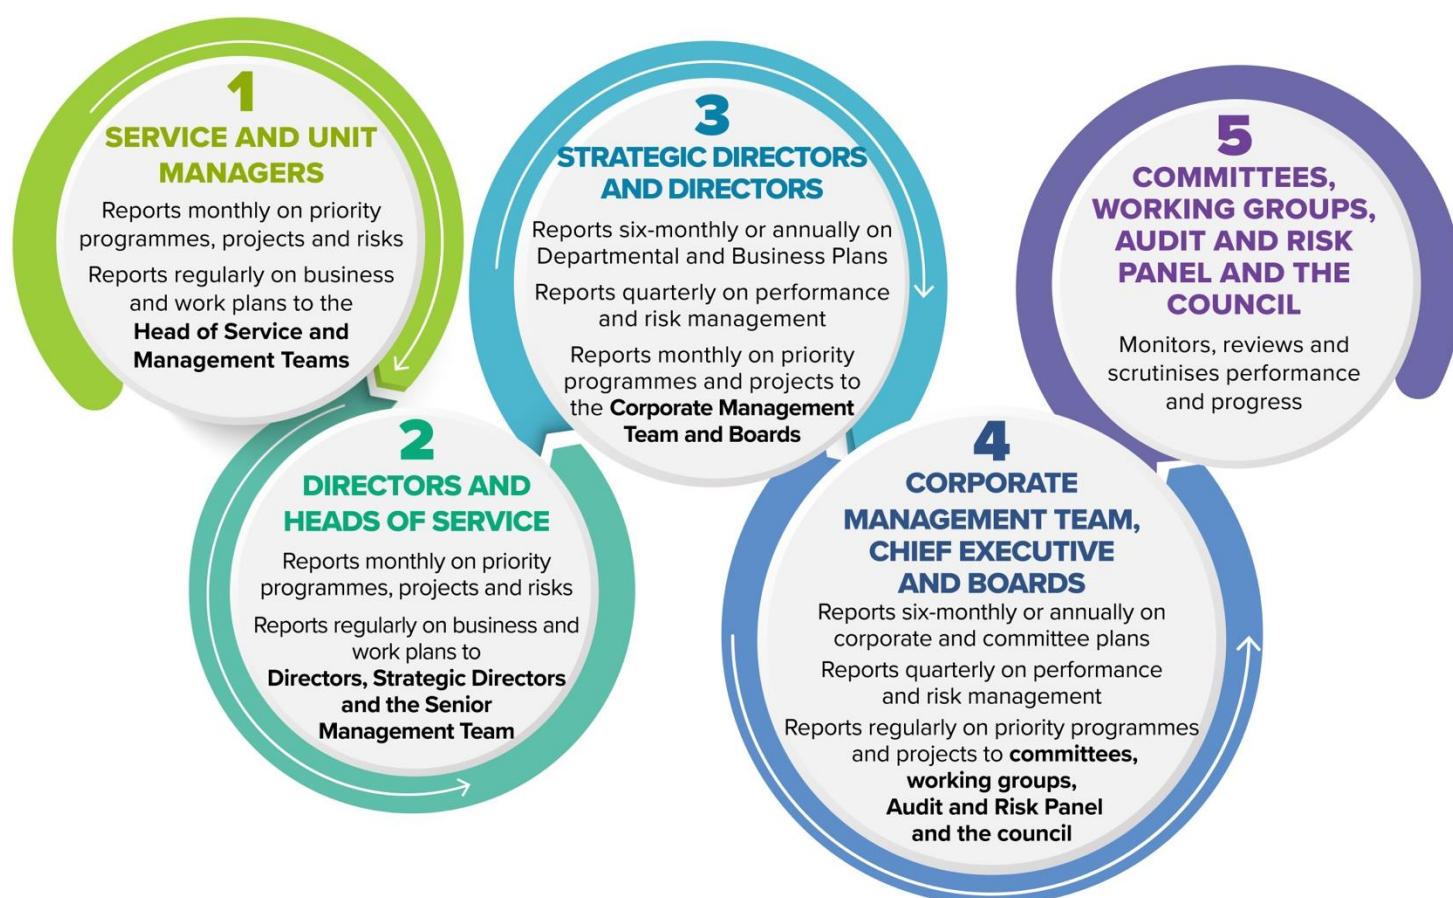 1
SERVICE AND UNIT
MANAGERS
Reports monthly on priority
programmes, projects and risks
Reports regularly on business
and work plans to the
Head of Service and
Management Teams
2
DIRECTORS AND
HEADS OF SERVICE
Reports monthly on priority
programmes, projects and risks
Reports regularly on business and
work plans to
Directors, Strategic Directors
and the Senior
Management Team
3
STRATEGIC DIRECTORS
AND DIRECTORS
Reports six-monthly or annually on
Departmental and Business Plans
Reports quarterly on performance
and risk management
Reports monthly on priority
programmes and projects to
the Corporate Management
Team and Boards
4
CORPORATE
MANAGEMENT TEAM,
CHIEF EXECUTIVE
AND BOARDS
Reports six-monthly or annually on
corporate and committee plans
Reports quarterly on performance
and risk management
Reports regularly on priority programmes
and projects to committees,
working groups,
Audit and Risk Panel
and the council
5
COMMITTEES,
WORKING GROUPS,
AUDIT AND RISK
PANEL AND THE
COUNCIL
Monitors, reviews and
scrutinises performance
and progress